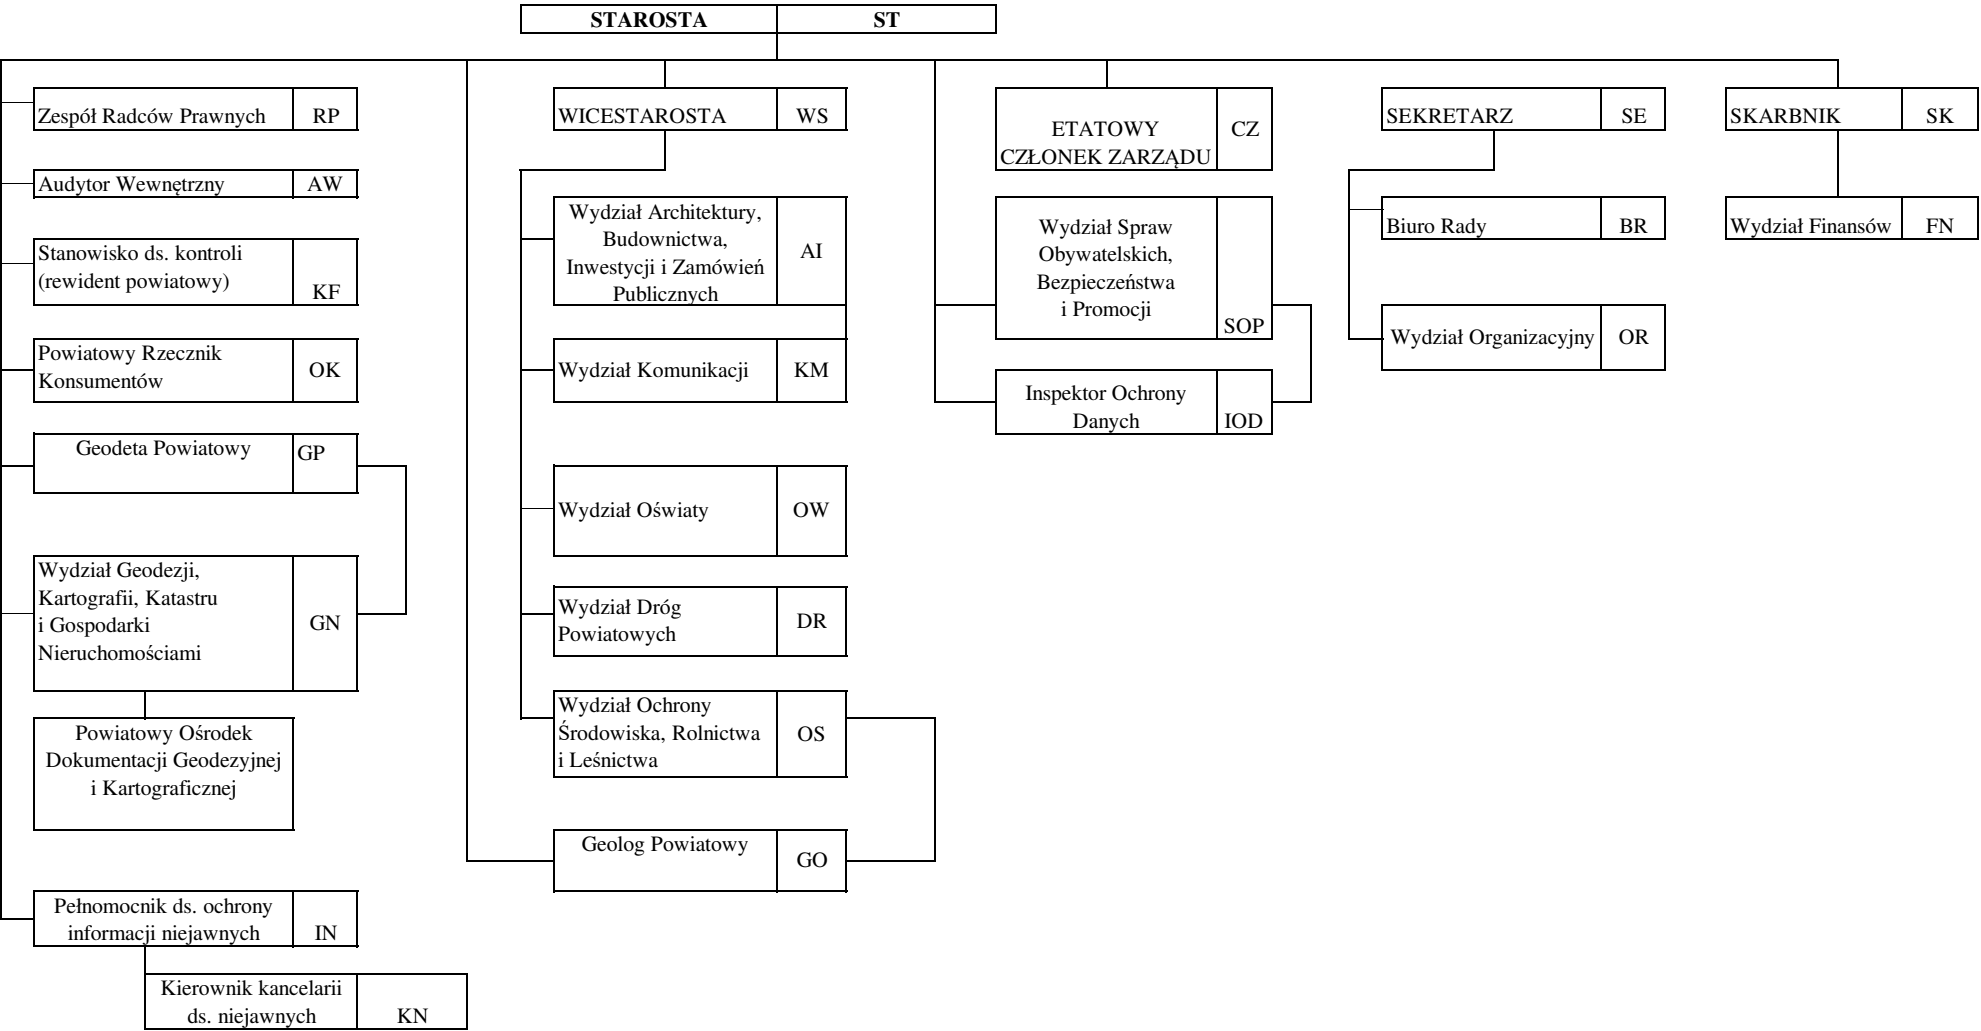 STAROSTA ST
Zespół Radców Prawnych RP
Audytor Wewnętrzny AW
Stanowisko ds. kontroli
(rewident powiatowy)
KF
Powiatowy Rzecznik
Konsumentów
OK
Geodeta Powiatowy GP
Wydział Geodezji,
Kartografii, Katastru
i Gospodarki
Nieruchomościami
GN
Powiatowy Ośrodek
Dokumentacji Geodezyjnej
i Kartograficznej
Pełnomocnik ds. ochrony
informacji niejawnych IN
Kierownik kancelarii
ds. niejawnych KN
WICESTAROSTA WS
Wydział Architektury,
Budownictwa,
Inwestycji i Zamówień
Publicznych
AI
Wydział Komunikacji KM
Wydział Oświaty OW
Wydział Dróg
Powiatowych
DR
Wydział Ochrony
Środowiska, Rolnictwa
i Leśnictwa
OS
Geolog Powiatowy
GO
ETATOWY
CZŁONEK ZARZĄDU
CZ
Wydział Spraw
Obywatelskich,
Bezpieczeństwa
i Promocji
SOP
Inspektor Ochrony
Danych IOD
SEKRETARZ SE
Biuro Rady BR
Wydział Organizacyjny OR
SKARBNIK SK
Wydział Finansów FN